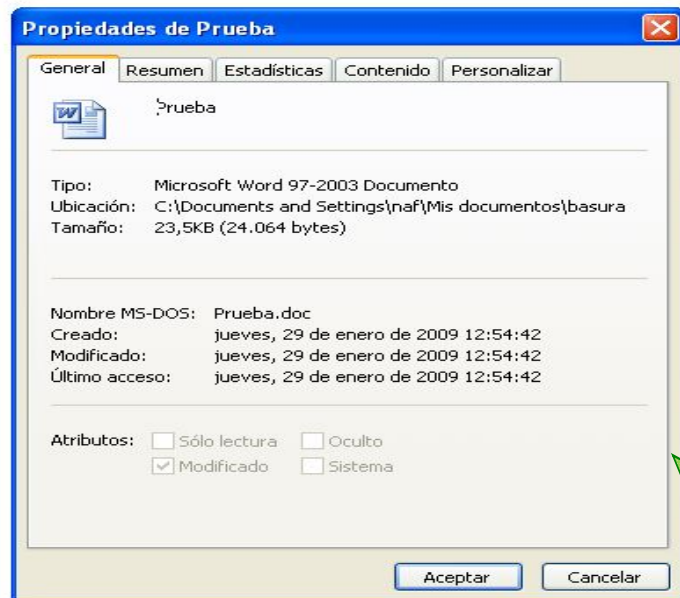 Propiedades de Prueba
General Resumen Estadísticas Contenido Personalizar
Prueba
Tipo: Microsoft Word 97-2003 Documento
Ubicación: C:\Documents and Settings\naf\Mis documentos\basura
Tamaño: 23,5KB (24.064 bytes)
Nombre MS-DOS: Prueba.doc
Creado: jueves, 29 de enero de 2009 12:54:42
Modificado: jueves, 29 de enero de 2009 12:54:42
Último acceso: jueves, 29 de enero de 2009 12:54:42
Atributos: Sólo lectura Oculto
Modificado Sistema
Aceptar Cancelar